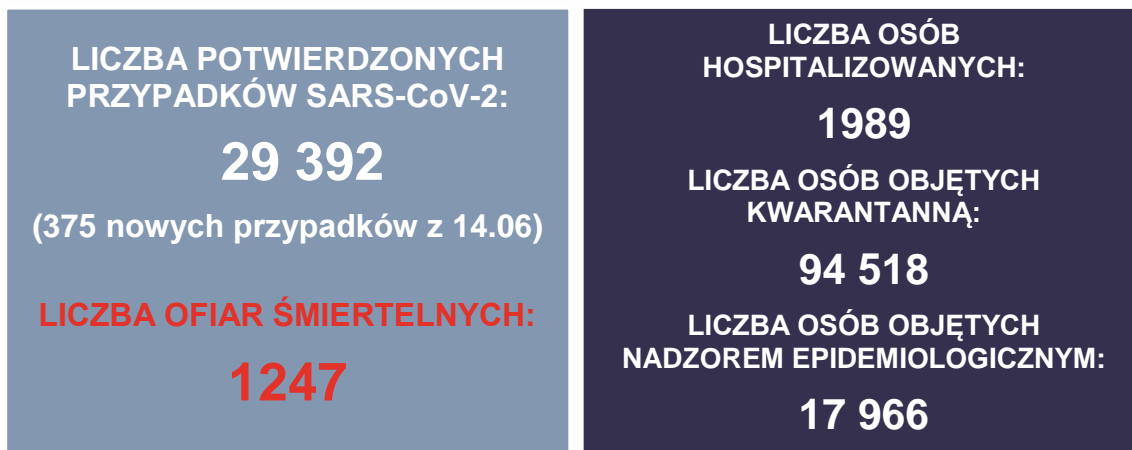 LICZBA POTWIERDZONYCH
PRZYPADKÓW SARS-CoV-2:
29 392
(375 nowych przypadków z 14.06)
LICZBA OFIAR ŚMIERTELNYCH:
1247
LICZBA OSÓB
HOSPITALIZOWANYCH:
1989
LICZBA OSÓB OBJĘTYCH
KWARANTANNĄ:
94 518
LICZBA OSÓB OBJĘTYCH
NADZOREM EPIDEMIOLOGICZNYM:
17 966